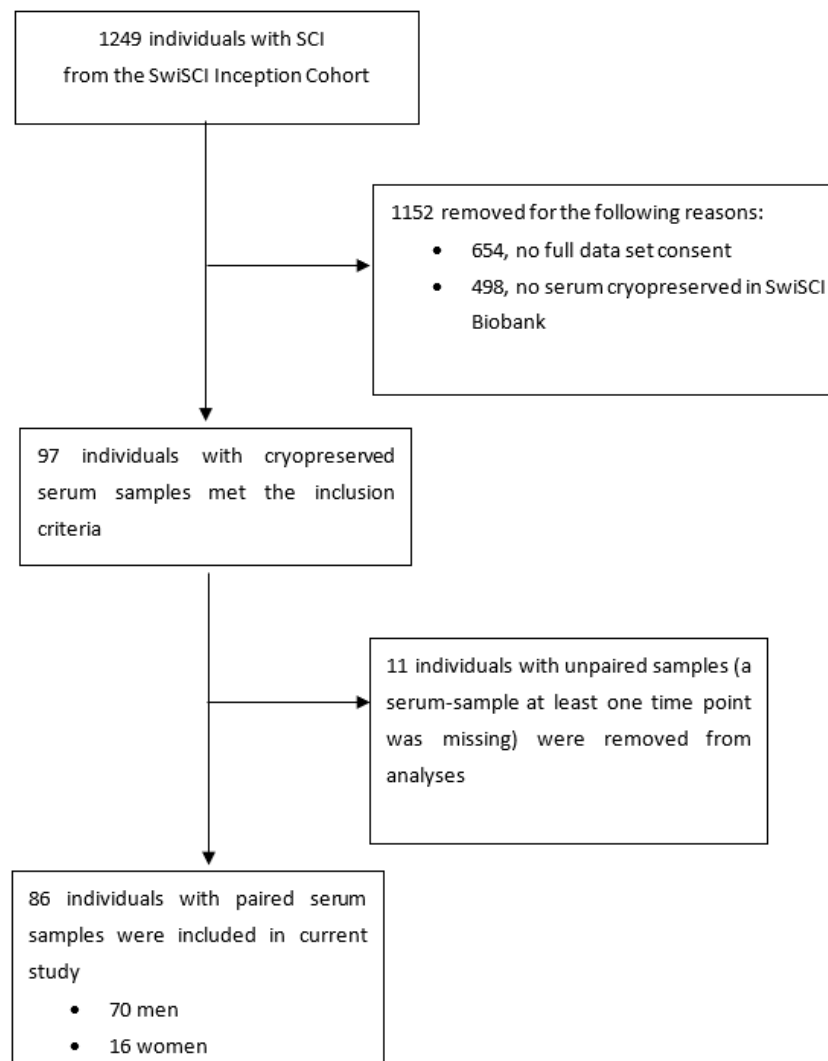 1249 individuals with SCI
from the SwiSCI Inception Cohort
1152 removed for the following reasons:
• 654, no full data set consent
• 498, no serum cryopreserved in SwiSCI
Biobank
97 individuals with cryopreserved
serum samples met the inclusion
criteria
11 individuals with unpaired samples (a
serum-sample at least one time point
was missing) were removed from
analyses
86 individuals with paired serum
samples were included in current
study
• 70 men
• 16 women